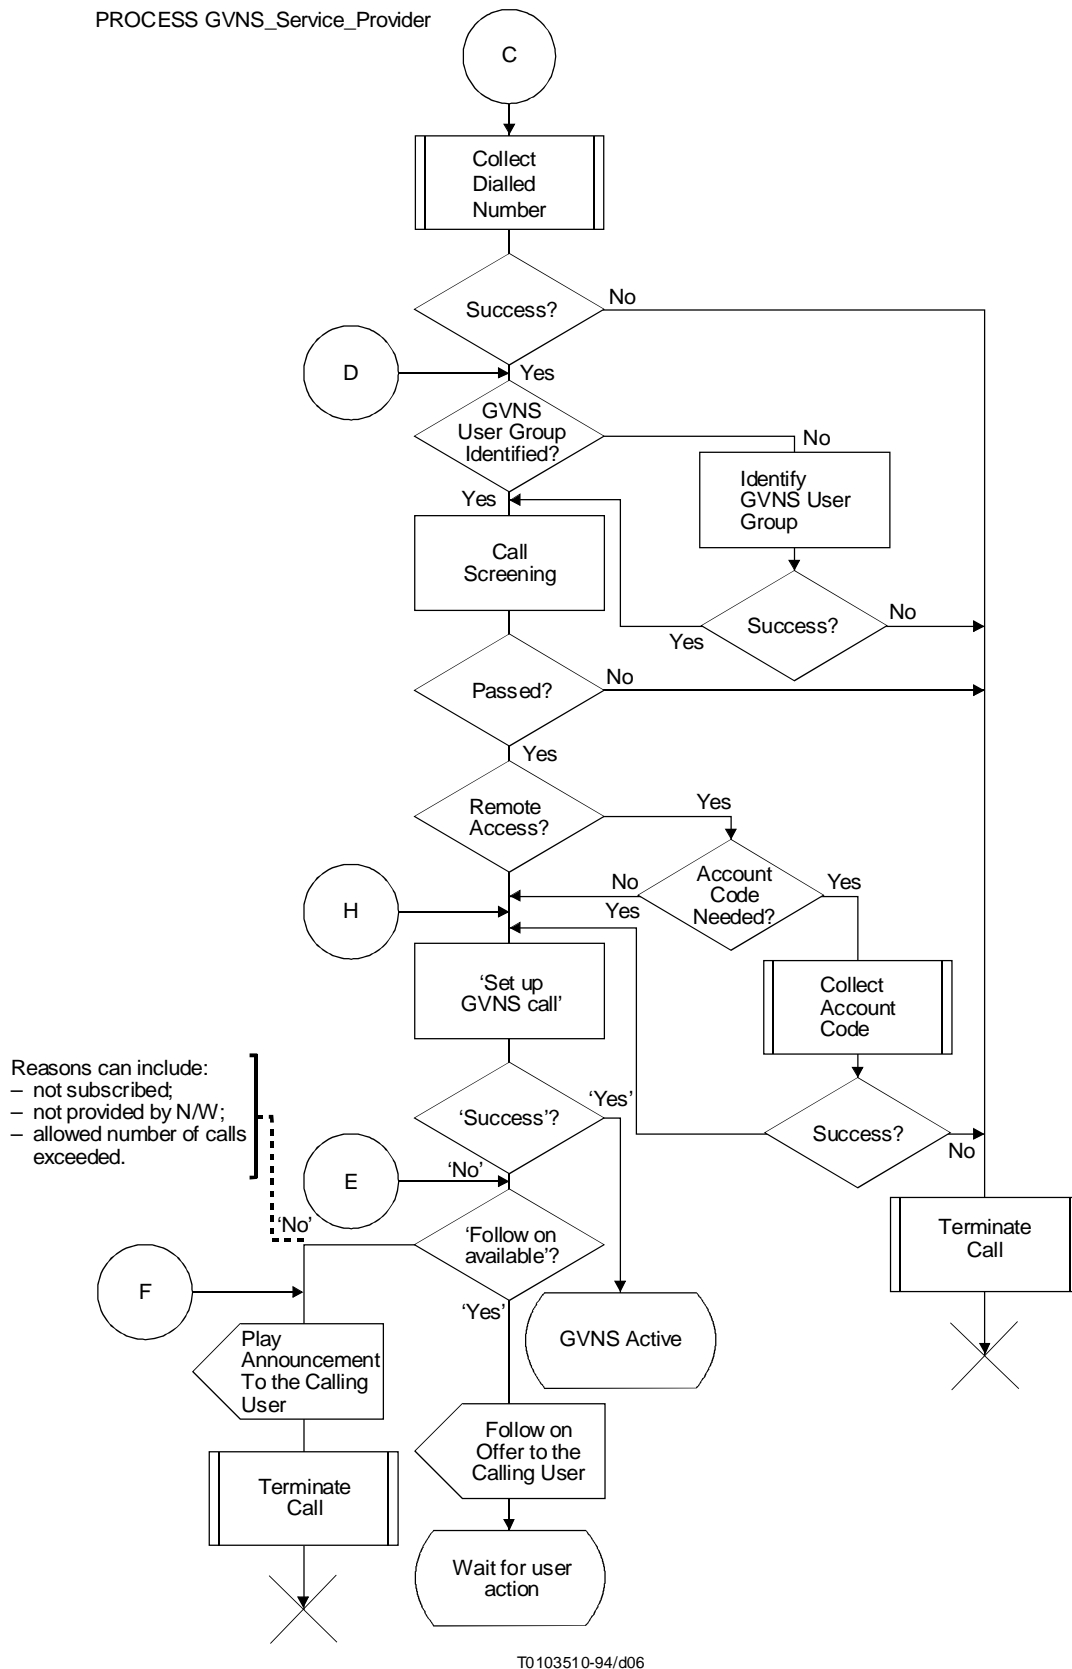 PROCESS GVNS_Service_Provider
C
Collect
Dialled
Number
Success?
No
D
Yes
GVNS
User Group
Identified?
No
Identify
GVNS User
Group
Yes
Call
Screening
Success?
No
Yes
Passed?
No
Yes
Remote
Access?
Yes
Account
Code
Needed?
No
Yes
H
Yes
‘Set up
GVNS call’
Collect
Account
Code
Reasons can include:
– not subscribed;
– not provided by N/W;
– allowed number of calls
exceeded.
‘Success’?
‘Yes’
Success?
No
E
‘No’
‘No’
‘Follow on
available’?
Terminate
Call
F
‘Yes’
GVNS Active
Play
Announcement
To the Calling
User
Follow on
Offer to the
Calling User
Terminate
Call
Wait for user
action
T0103510-94/d06